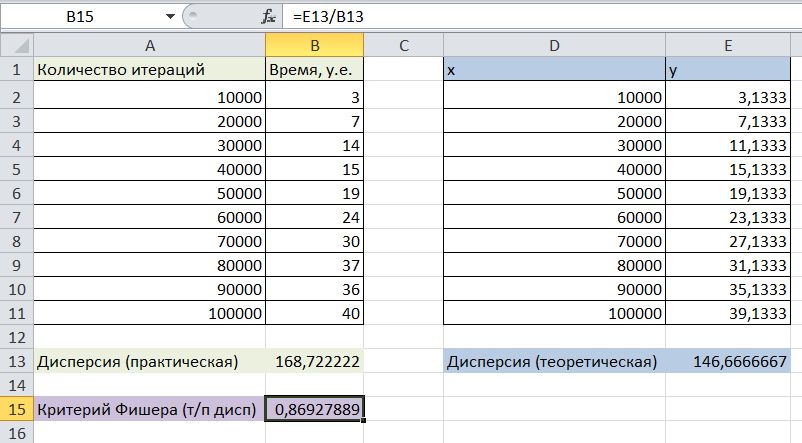 B15 fx =E13/B13
A B C D E
1 Количество итераций Время, у.е. x y
2 10000 3 10000 3,1333
3 20000 7 20000 7,1333
4 30000 14 30000 11,1333
5 40000 15 40000 15,1333
6 50000 19 50000 19,1333
7 60000 24 60000 23,1333
8 70000 30 70000 27,1333
9 80000 37 80000 31,1333
10 90000 36 90000 35,1333
11 100000 40 100000 39,1333
12
13 Дисперсия (практическая) 168,722222 Дисперсия (теоретическая) 146,6666667
14
15 Критерий Фишера (т/п дисп) 0,86927889
16